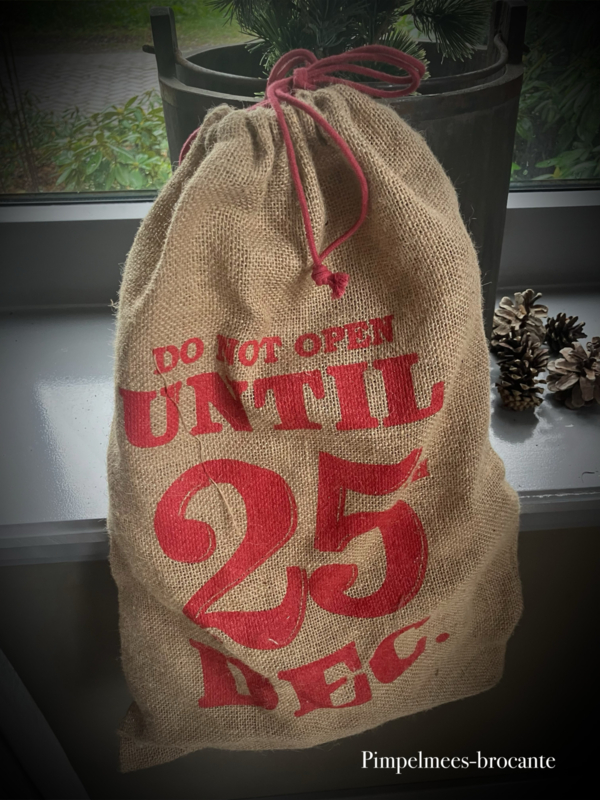 DO NOT OPEN
UNTIL
25
DEC.
Pimpelmees-brocante